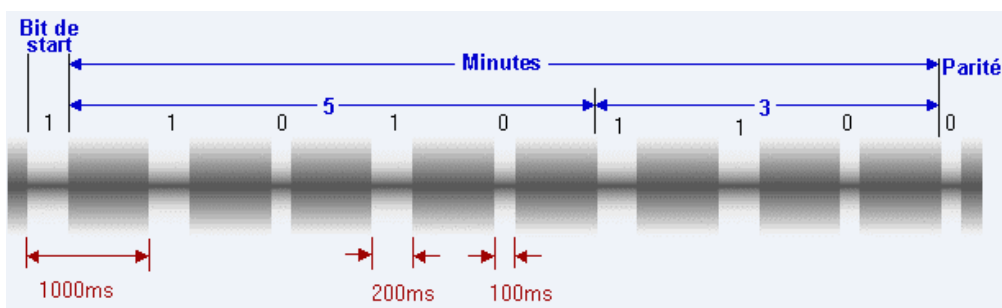 Bit de
start
Minutes
Parité
5
3
1 1 0 1 0 1 1 0 0
1000ms
200ms
100ms